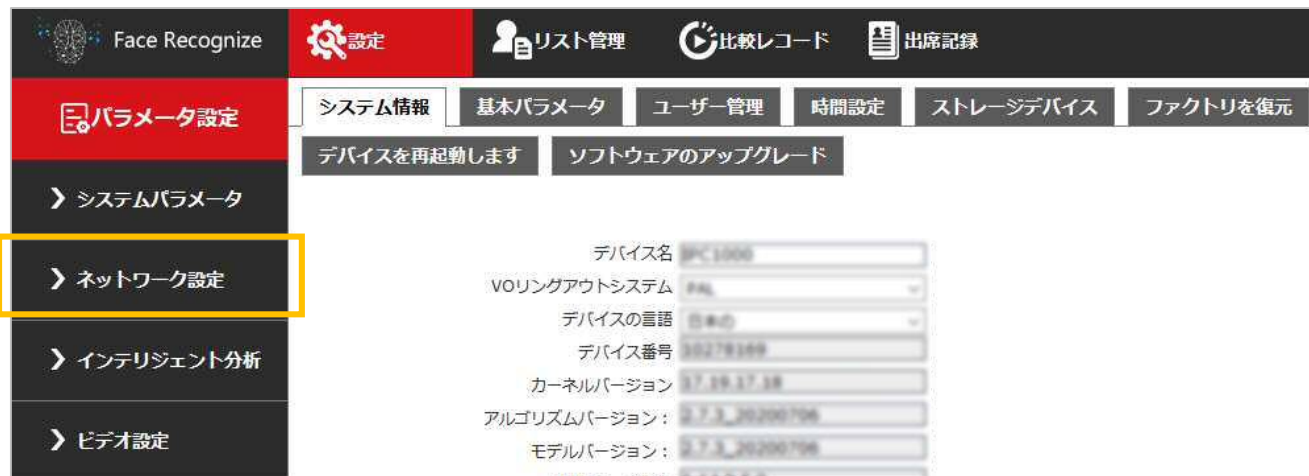 Face Recognize 設定 リスト管理 比較レコード 出席記録
パラメータ設定
システム情報 基本パラメータ ユーザー管理 時間設定 ストレージデバイス ファクトリを復元
デバイスを再起動します ソフトウェアのアップグレード
❯ システムパラメータ
❯ ネットワーク設定
❯ インテリジェント分析
❯ ビデオ設定
デバイス名
VOリングアウトシステム
デバイスの言語
デバイス番号
カーネルバージョン
アルゴリズムバージョン：
モデルバージョン：